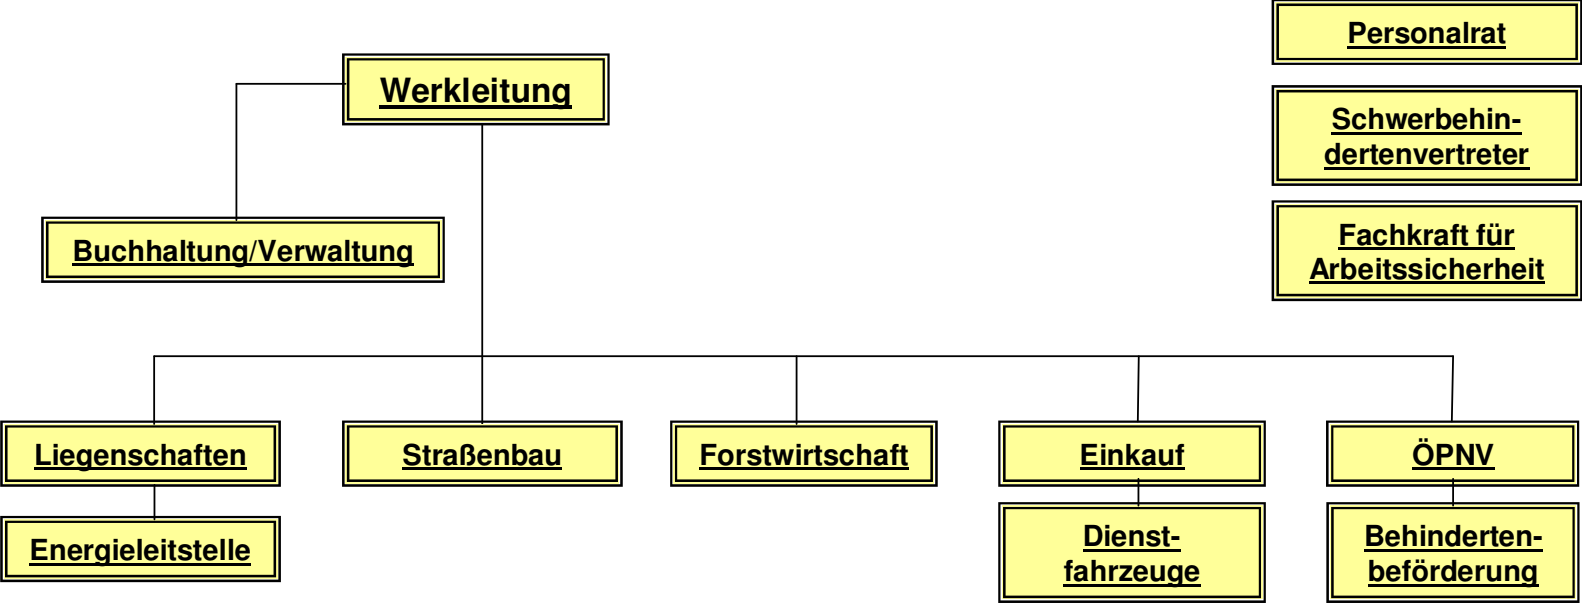 Personalrat
Werkleitung
Schwerbehin-
dertenvertreter
Buchhaltung/Verwaltung
Fachkraft für
Arbeitssicherheit
Liegenschaften
Straßenbau
Forstwirtschaft
Einkauf
ÖPNV
Energieleitstelle
Dienst-
fahrzeuge
Behinderten-
beförderung